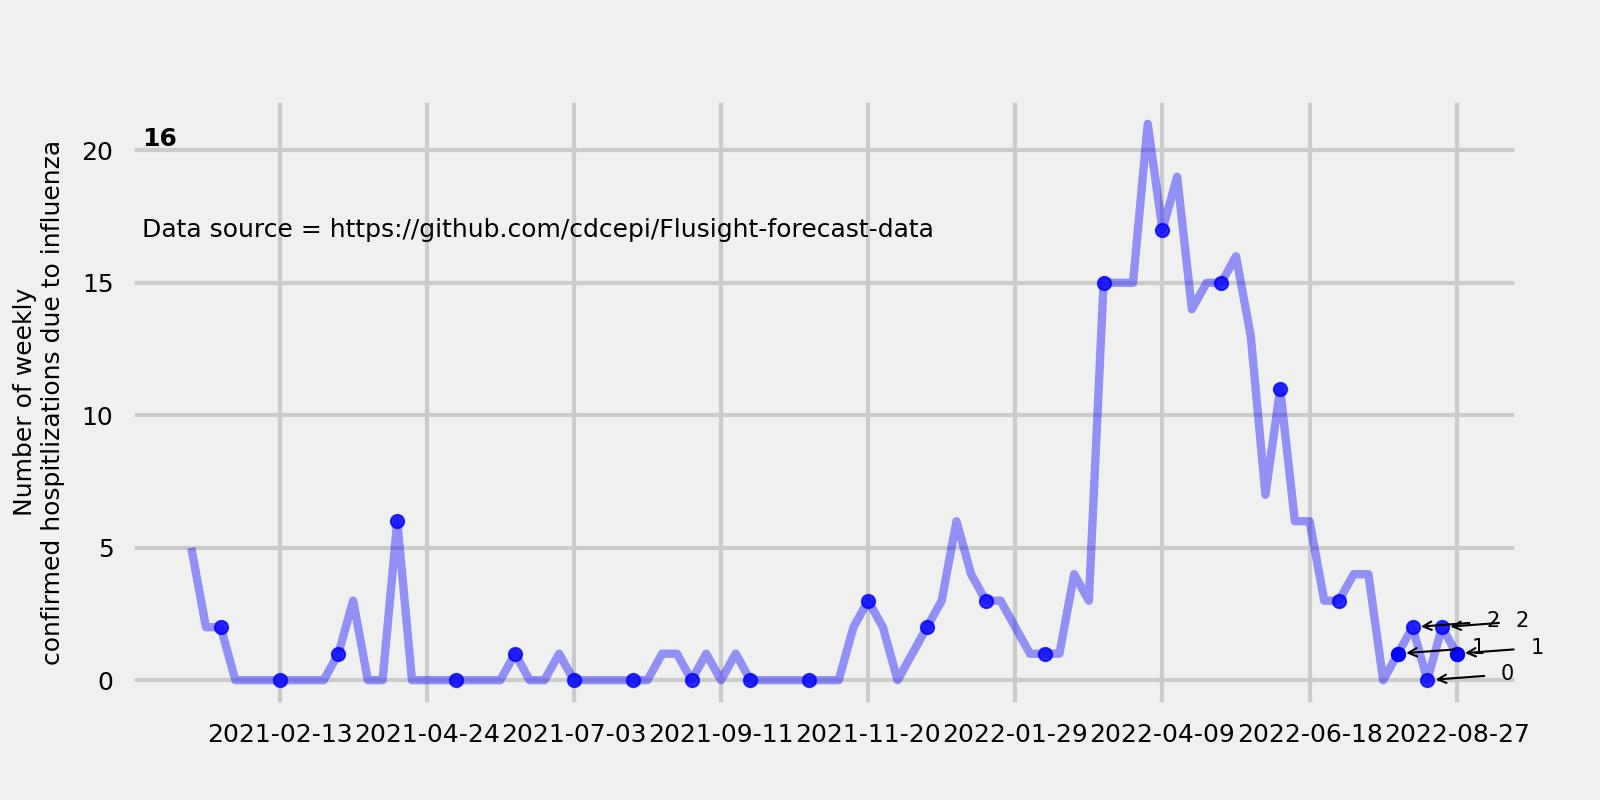 16
Data source = https://github.com/cdcepi/Flusight-forecast-data
Number of weekly
confirmed hospitlizations due to influenza
20
15
10
5
0
2 2
1 1
0
2021-02-13 2021-04-24 2021-07-03 2021-09-11 2021-11-20 2022-01-29 2022-04-09 2022-06-18 2022-08-27